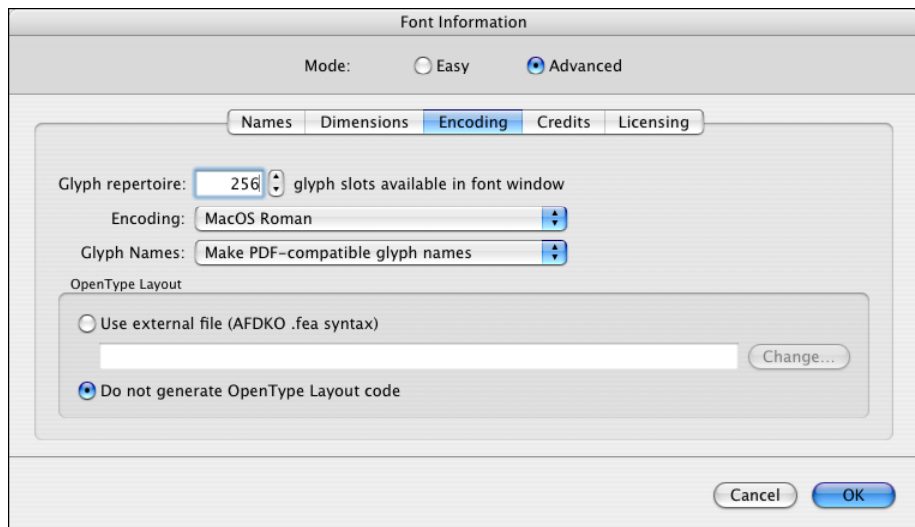 Font Information
Mode: Easy Advanced
Names Dimensions Encoding Credits Licensing
Glyph repertoire: 256 glyph slots available in font window
Encoding: MacOS Roman
Glyph Names: Make PDF-compatible glyph names
OpenType Layout
Use external file (AFDKO .fea syntax)
Change...
Do not generate OpenType Layout code
Cancel OK